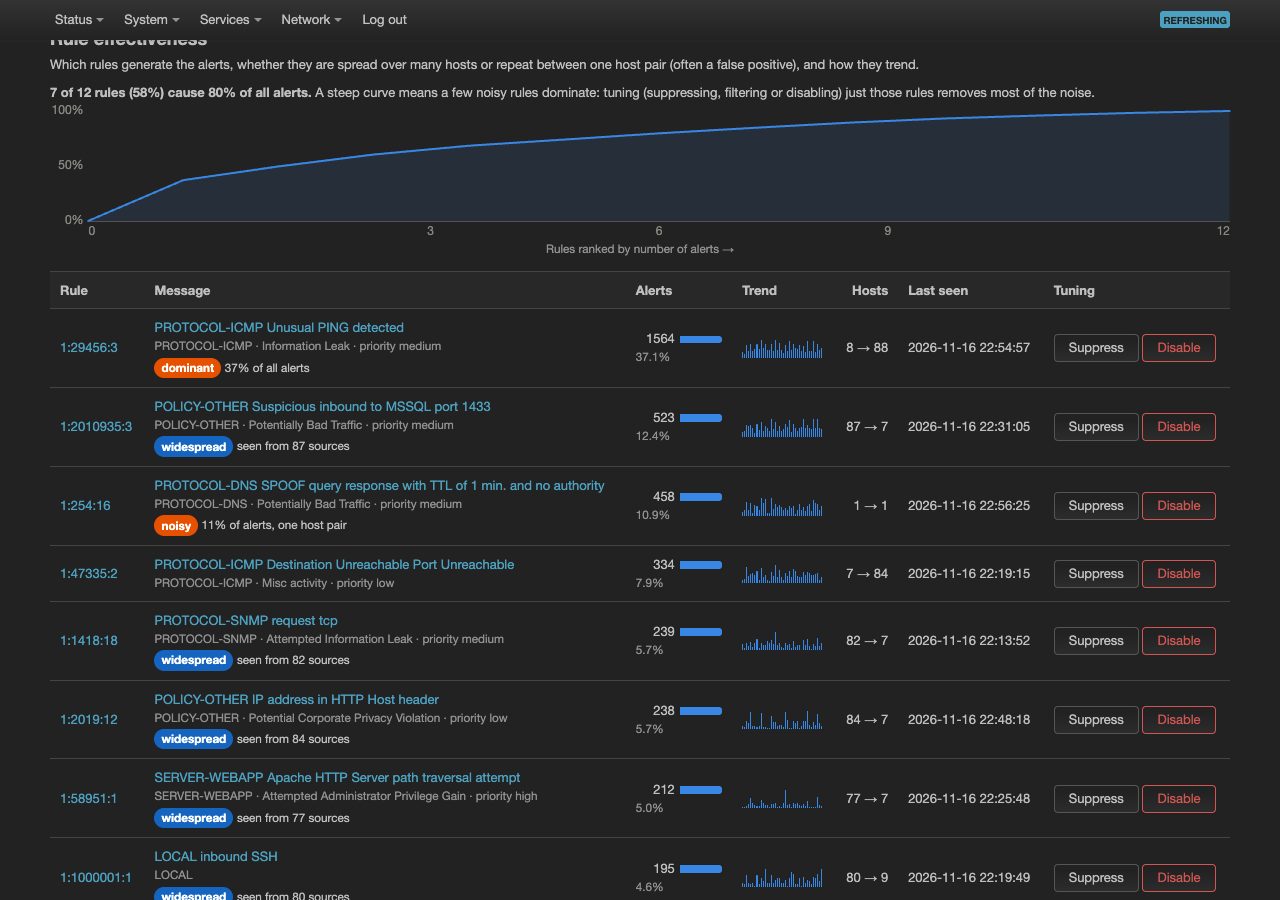 Status System Services Network Log out REFRESHING
Rule effectiveness
Which rules generate the alerts, whether they are spread over many hosts or repeat between one host pair (often a false positive), and how they trend.
7 of 12 rules (58%) cause 80% of all alerts. A steep curve means a few noisy rules dominate: tuning (suppressing, filtering or disabling) just those rules removes most of the noise.
100%
50%
0%
0 3 6 9 12
Rules ranked by number of alerts →
Rule Message Alerts Trend Hosts Last seen Tuning
PROTOCOL-ICMP Unusual PING detected
1:29456:3 PROTOCOL-ICMP · Information Leak · priority medium 1564 37.1% 8 → 88 2026-11-16 22:54:57 Suppress Disable
dominant 37% of all alerts
POLICY-OTHER Suspicious inbound to MSSQL port 1433
1:2010935:3 POLICY-OTHER · Potentially Bad Traffic · priority medium 523 12.4% 87 → 7 2026-11-16 22:31:05 Suppress Disable
widespread seen from 87 sources
PROTOCOL-DNS SPOOF query response with TTL of 1 min. and no authority
1:254:16 PROTOCOL-DNS · Potentially Bad Traffic · priority medium 458 10.9% 1 → 1 2026-11-16 22:56:25 Suppress Disable
noisy 11% of alerts, one host pair
PROTOCOL-ICMP Destination Unreachable Port Unreachable
1:47335:2 PROTOCOL-ICMP · Misc activity · priority low 334 7.9% 7 → 84 2026-11-16 22:19:15 Suppress Disable
PROTOCOL-SNMP request tcp
1:1418:18 PROTOCOL-SNMP · Attempted Information Leak · priority medium 239 5.7% 82 → 7 2026-11-16 22:13:52 Suppress Disable
widespread seen from 82 sources
POLICY-OTHER IP address in HTTP Host header
1:2019:12 POLICY-OTHER · Potential Corporate Privacy Violation · priority low 238 5.7% 84 → 7 2026-11-16 22:48:18 Suppress Disable
widespread seen from 84 sources
SERVER-WEBAPP Apache HTTP Server path traversal attempt
1:58951:1 SERVER-WEBAPP · Attempted Administrator Privilege Gain · priority high 212 5.0% 77 → 7 2026-11-16 22:25:48 Suppress Disable
widespread seen from 77 sources
LOCAL inbound SSH
1:1000001:1 LOCAL 195 4.6% 80 → 9 2026-11-16 22:19:49 Suppress Disable
widespread seen from 80 sources